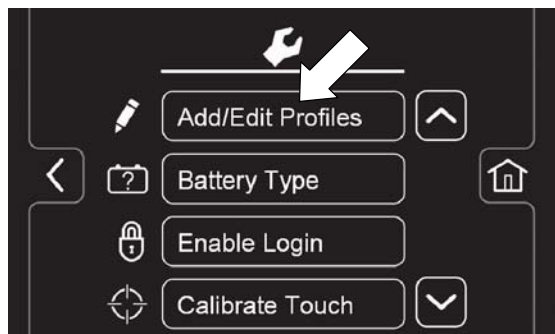 Add/Edit Profiles
Battery Type
Enable Login
Calibrate Touch